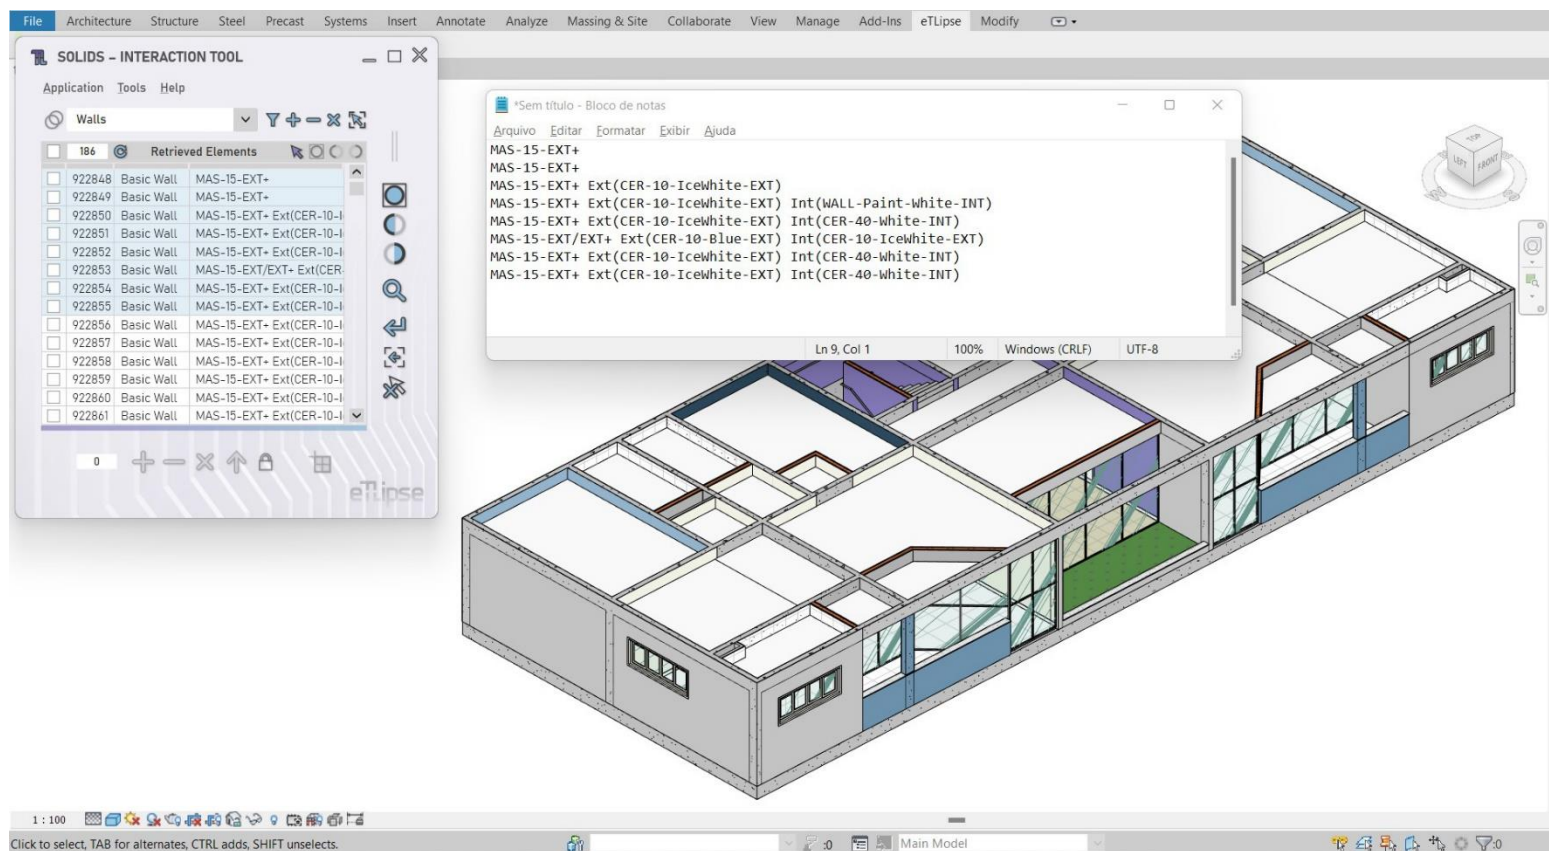 File Architecture Structure Steel Precast Systems Insert Annotate Analyze Massing & Site Collaborate View Manage Add-Ins eTLipse Modify
SOLIDS – INTERACTION TOOL
Application Tools Help
Walls
186 Retrieved Elements
922848 Basic Wall MAS-15-EXT+
922849 Basic Wall MAS-15-EXT+
922850 Basic Wall MAS-15-EXT+ Ext(CER-10-I
922851 Basic Wall MAS-15-EXT+ Ext(CER-10-I
922852 Basic Wall MAS-15-EXT+ Ext(CER-10-I
922853 Basic Wall MAS-15-EXT/EXT+ Ext(CER-
922854 Basic Wall MAS-15-EXT+ Ext(CER-10-I
922855 Basic Wall MAS-15-EXT+ Ext(CER-10-I
922856 Basic Wall MAS-15-EXT+ Ext(CER-10-I
922857 Basic Wall MAS-15-EXT+ Ext(CER-10-I
922858 Basic Wall MAS-15-EXT+ Ext(CER-10-I
922859 Basic Wall MAS-15-EXT+ Ext(CER-10-I
922860 Basic Wall MAS-15-EXT+ Ext(CER-10-I
922861 Basic Wall MAS-15-EXT+ Ext(CER-10-I
0
eTLipse
*Sem título - Bloco de notas
Arquivo Editar Formatar Exibir Ajuda
MAS-15-EXT+
MAS-15-EXT+
MAS-15-EXT+ Ext(CER-10-IceWhite-EXT)
MAS-15-EXT+ Ext(CER-10-IceWhite-EXT) Int(WALL-Paint-White-INT)
MAS-15-EXT+ Ext(CER-10-IceWhite-EXT) Int(CER-40-White-INT)
MAS-15-EXT/EXT+ Ext(CER-10-Blue-EXT) Int(CER-10-IceWhite-EXT)
MAS-15-EXT+ Ext(CER-10-IceWhite-EXT) Int(CER-40-White-INT)
MAS-15-EXT+ Ext(CER-10-IceWhite-EXT) Int(CER-40-White-INT)
Ln 9, Col 1 100% Windows (CRLF) UTF-8
TOP
LEFT FRONT
1 : 100
Click to select, TAB for alternates, CTRL adds, SHIFT unselects. :0 Main Model :0